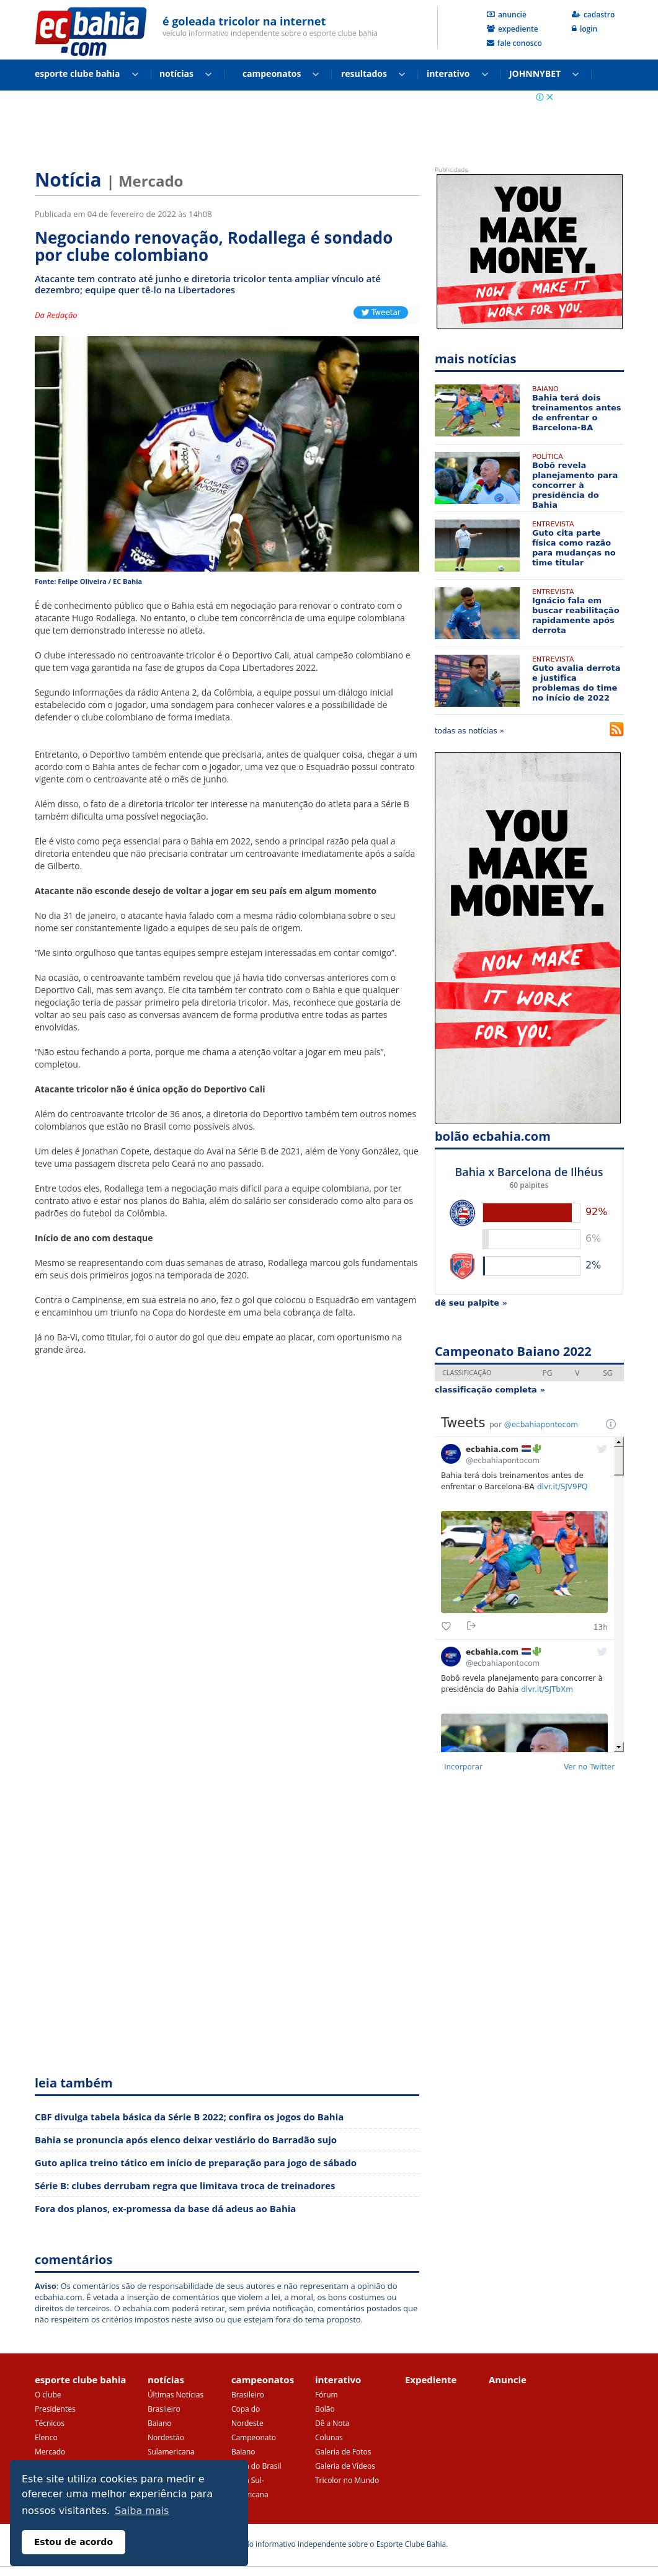 ecbahia.com
é goleada tricolor na internet
veículo informativo independente sobre o esporte clube bahia
anuncie
cadastro
expediente
login
fale conosco
esporte clube bahia
notícias
campeonatos
resultados
interativo
JOHNNYBET
Notícia | Mercado
Publicada em 04 de fevereiro de 2022 às 14h08
Negociando renovação, Rodallega é sondado
por clube colombiano
Atacante tem contrato até junho e diretoria tricolor tenta ampliar vínculo até
dezembro; equipe quer tê-lo na Libertadores
Da Redação
Tweetar
CASA DE APOSTAS
Fonte: Felipe Oliveira / EC Bahia
É de conhecimento público que o Bahia está em negociação para renovar o contrato com o
atacante Hugo Rodallega. No entanto, o clube tem concorrência de uma equipe colombiana
que tem demonstrado interesse no atleta.
O clube interessado no centroavante tricolor é o Deportivo Cali, atual campeão colombiano e
que tem vaga garantida na fase de grupos da Copa Libertadores 2022.
Segundo informações da rádio Antena 2, da Colômbia, a equipe possui um diálogo inicial
estabelecido com o jogador, uma sondagem para conhecer valores e a possibilidade de
defender o clube colombiano de forma imediata.
Entretanto, o Deportivo também entende que precisaria, antes de qualquer coisa, chegar a um
acordo com o Bahia antes de fechar com o jogador, uma vez que o Esquadrão possui contrato
vigente com o centroavante até o mês de junho.
Além disso, o fato de a diretoria tricolor ter interesse na manutenção do atleta para a Série B
também dificulta uma possível negociação.
Ele é visto como peça essencial para o Bahia em 2022, sendo a principal razão pela qual a
diretoria entendeu que não precisaria contratar um centroavante imediatamente após a saída
de Gilberto.
Atacante não esconde desejo de voltar a jogar em seu país em algum momento
No dia 31 de janeiro, o atacante havia falado com a mesma rádio colombiana sobre o seu
nome ser constantemente ligado a equipes de seu país de origem.
“Me sinto orgulhoso que tantas equipes sempre estejam interessadas em contar comigo”.
Na ocasião, o centroavante também revelou que já havia tido conversas anteriores com o
Deportivo Cali, mas sem avanço. Ele cita também ter contrato com o Bahia e que qualquer
negociação teria de passar primeiro pela diretoria tricolor. Mas, reconhece que gostaria de
voltar ao seu país caso as conversas avancem de forma produtiva entre todas as partes
envolvidas.
“Não estou fechando a porta, porque me chama a atenção voltar a jogar em meu país”,
completou.
Atacante tricolor não é única opção do Deportivo Cali
Além do centroavante tricolor de 36 anos, a diretoria do Deportivo também tem outros nomes
colombianos que estão no Brasil como possíveis alvos.
Um deles é Jonathan Copete, destaque do Avaí na Série B de 2021, além de Yony González, que
teve uma passagem discreta pelo Ceará no ano passado.
Entre todos eles, Rodallega tem a negociação mais difícil para a equipe colombiana, por ter
contrato ativo e estar nos planos do Bahia, além do salário ser considerado como alto para os
padrões do futebol da Colômbia.
Início de ano com destaque
Mesmo se reapresentando com duas semanas de atraso, Rodallega marcou gols fundamentais
em seus dois primeiros jogos na temporada de 2020.
Contra o Campinense, em sua estreia no ano, fez o gol que colocou o Esquadrão em vantagem
e encaminhou um triunfo na Copa do Nordeste em uma bela cobrança de falta.
Já no Ba-Vi, como titular, foi o autor do gol que deu empate ao placar, com oportunismo na
grande área.
Publicidade
YOU
MAKE
MONEY.
NOW MAKE IT
WORK FOR YOU.
mais notícias
BAIANO
Bahia terá dois
treinamentos antes
de enfrentar o
Barcelona-BA
POLÍTICA
Bobô revela
planejamento para
concorrer à
presidência do
Bahia
ENTREVISTA
Guto cita parte
física como razão
para mudanças no
time titular
ENTREVISTA
Ignácio fala em
buscar reabilitação
rapidamente após
derrota
ENTREVISTA
Guto avalia derrota
e justifica
problemas do time
no início de 2022
todas as notícias »
YOU
MAKE
MONEY.
NOW MAKE
IT WORK
FOR YOU.
bolão ecbahia.com
Bahia x Barcelona de Ilhéus
60 palpites
92%
6%
2%
dê seu palpite »
Campeonato Baiano 2022
CLASSIFICAÇÃO PG V SG
classificação completa »
Tweets por @ecbahiapontocom
ecbahia.com
@ecbahiapontocom
Bahia terá dois treinamentos antes de
enfrentar o Barcelona-BA dlvr.it/SJV9PQ
13h
ecbahia.com
@ecbahiapontocom
Bobô revela planejamento para concorrer à
presidência do Bahia dlvr.it/SJTbXm
Incorporar
Ver no Twitter
leia também
CBF divulga tabela básica da Série B 2022; confira os jogos do Bahia
Bahia se pronuncia após elenco deixar vestiário do Barradão sujo
Guto aplica treino tático em início de preparação para jogo de sábado
Série B: clubes derrubam regra que limitava troca de treinadores
Fora dos planos, ex-promessa da base dá adeus ao Bahia
comentários
Aviso: Os comentários são de responsabilidade de seus autores e não representam a opinião do
ecbahia.com. É vetada a inserção de comentários que violem a lei, a moral, os bons costumes ou
direitos de terceiros. O ecbahia.com poderá retirar, sem prévia notificação, comentários postados que
não respeitem os critérios impostos neste aviso ou que estejam fora do tema proposto.
esporte clube bahia
O clube
Presidentes
Técnicos
Elenco
Mercado
notícias
Últimas Notícias
Brasileiro
Baiano
Nordestão
Sulamericana
campeonatos
Brasileiro
Copa do
Nordeste
Campeonato
Baiano
do Brasil
Sul-
ricana
interativo
Fórum
Bolão
Dê a Nota
Colunas
Galeria de Fotos
Galeria de Vídeos
Tricolor no Mundo
Expediente
Anuncie
Este site utiliza cookies para medir e
oferecer uma melhor experiência para
nossos visitantes. Saiba mais
Estou de acordo
lo informativo independente sobre o Esporte Clube Bahia.